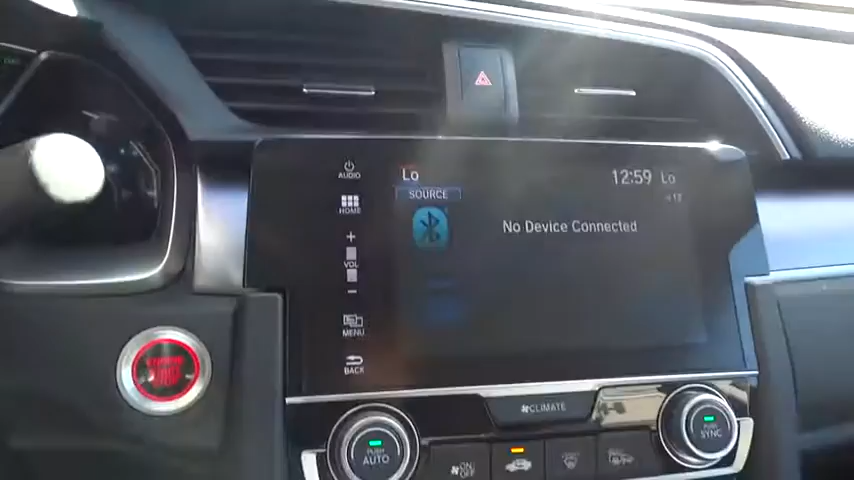 AUDIO
Lo
12:59 Lo
SOURCE
HOME
No Device Connected
+
VOL
−
MENU
BACK
CLIMATE
PUSH
AUTO
PUSH
SYNC
ON
OFF